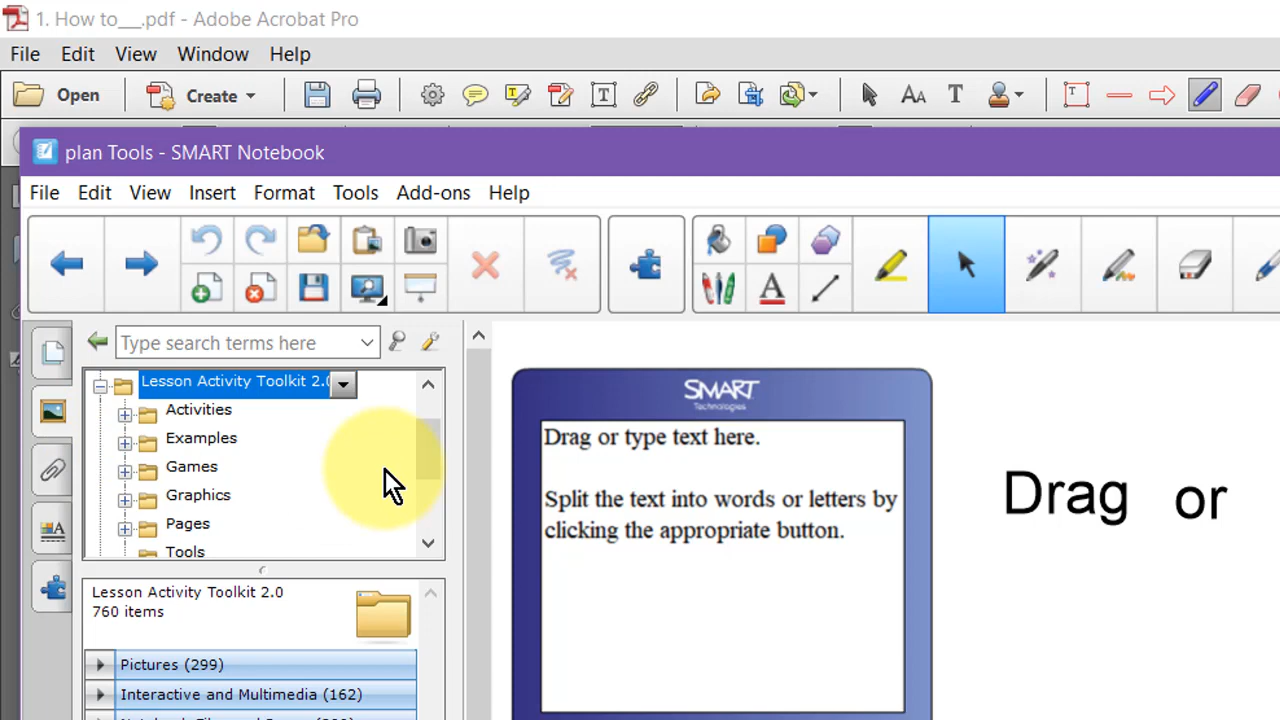 1. How to___.pdf - Adobe Acrobat Pro
File Edit View Window Help
Open Create
plan Tools - SMART Notebook
File Edit View Insert Format Tools Add-ons Help
Type search terms here
Lesson Activity Toolkit 2.0
Activities
Examples
Games
Graphics
Pages
Tools
Lesson Activity Toolkit 2.0
760 items
Pictures (299)
Interactive and Multimedia (162)
SMART
Technologies
Drag or type text here.
Split the text into words or letters by
clicking the appropriate button.
Drag or